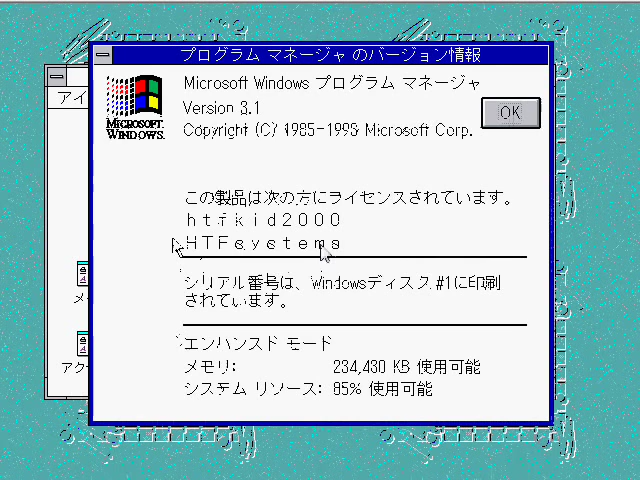 プログラム マネージャ のバージョン情報
アイ
MICROSOFT.
WINDOWS.
Microsoft Windows プログラム マネージャ
Version 3.1
Copyright (C) 1985-1993 Microsoft Corp.
OK
この製品は次の方にライセンスされています。
ｈｔｆｋｉｄ２０００
ＨＴＦｓｙｓｔｅｍｓ
シリアル番号は、Windowsディスク #1に印刷
されています。
メ
アク
エンハンスド モード
メモリ: 234,430 KB 使用可能
システム リソース: 85% 使用可能